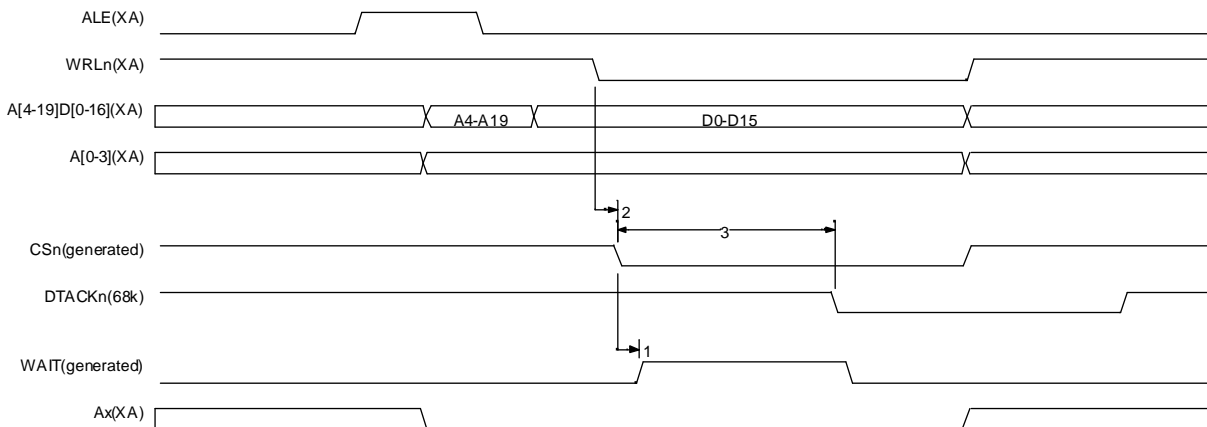 ALE(XA)
WRLn(XA)
A[4-19]D[0-16](XA)
A4-A19
D0-D15
A[0-3](XA)
2
3
CSn(generated)
DTACKn(68k)
1
WAIT(generated)
Ax(XA)